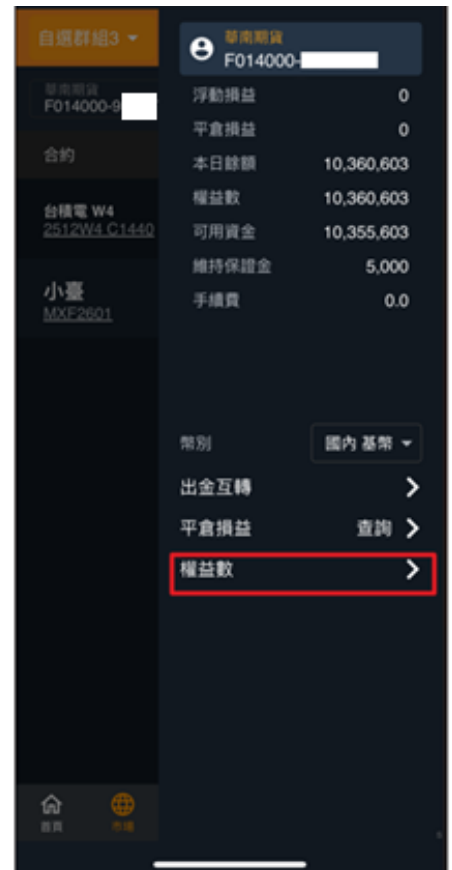 自選群組3
華南期貨
F014000-9
合約
台積電 W4
2512W4 C1440
小臺
MXF2601
首頁
市場
華南期貨
F014000-
浮動損益 0
平倉損益 0
本日餘額 10,360,603
權益數 10,360,603
可用資金 10,355,603
維持保證金 5,000
手續費 0.0
幣別 國內 基幣
出金互轉
平倉損益 查詢
權益數